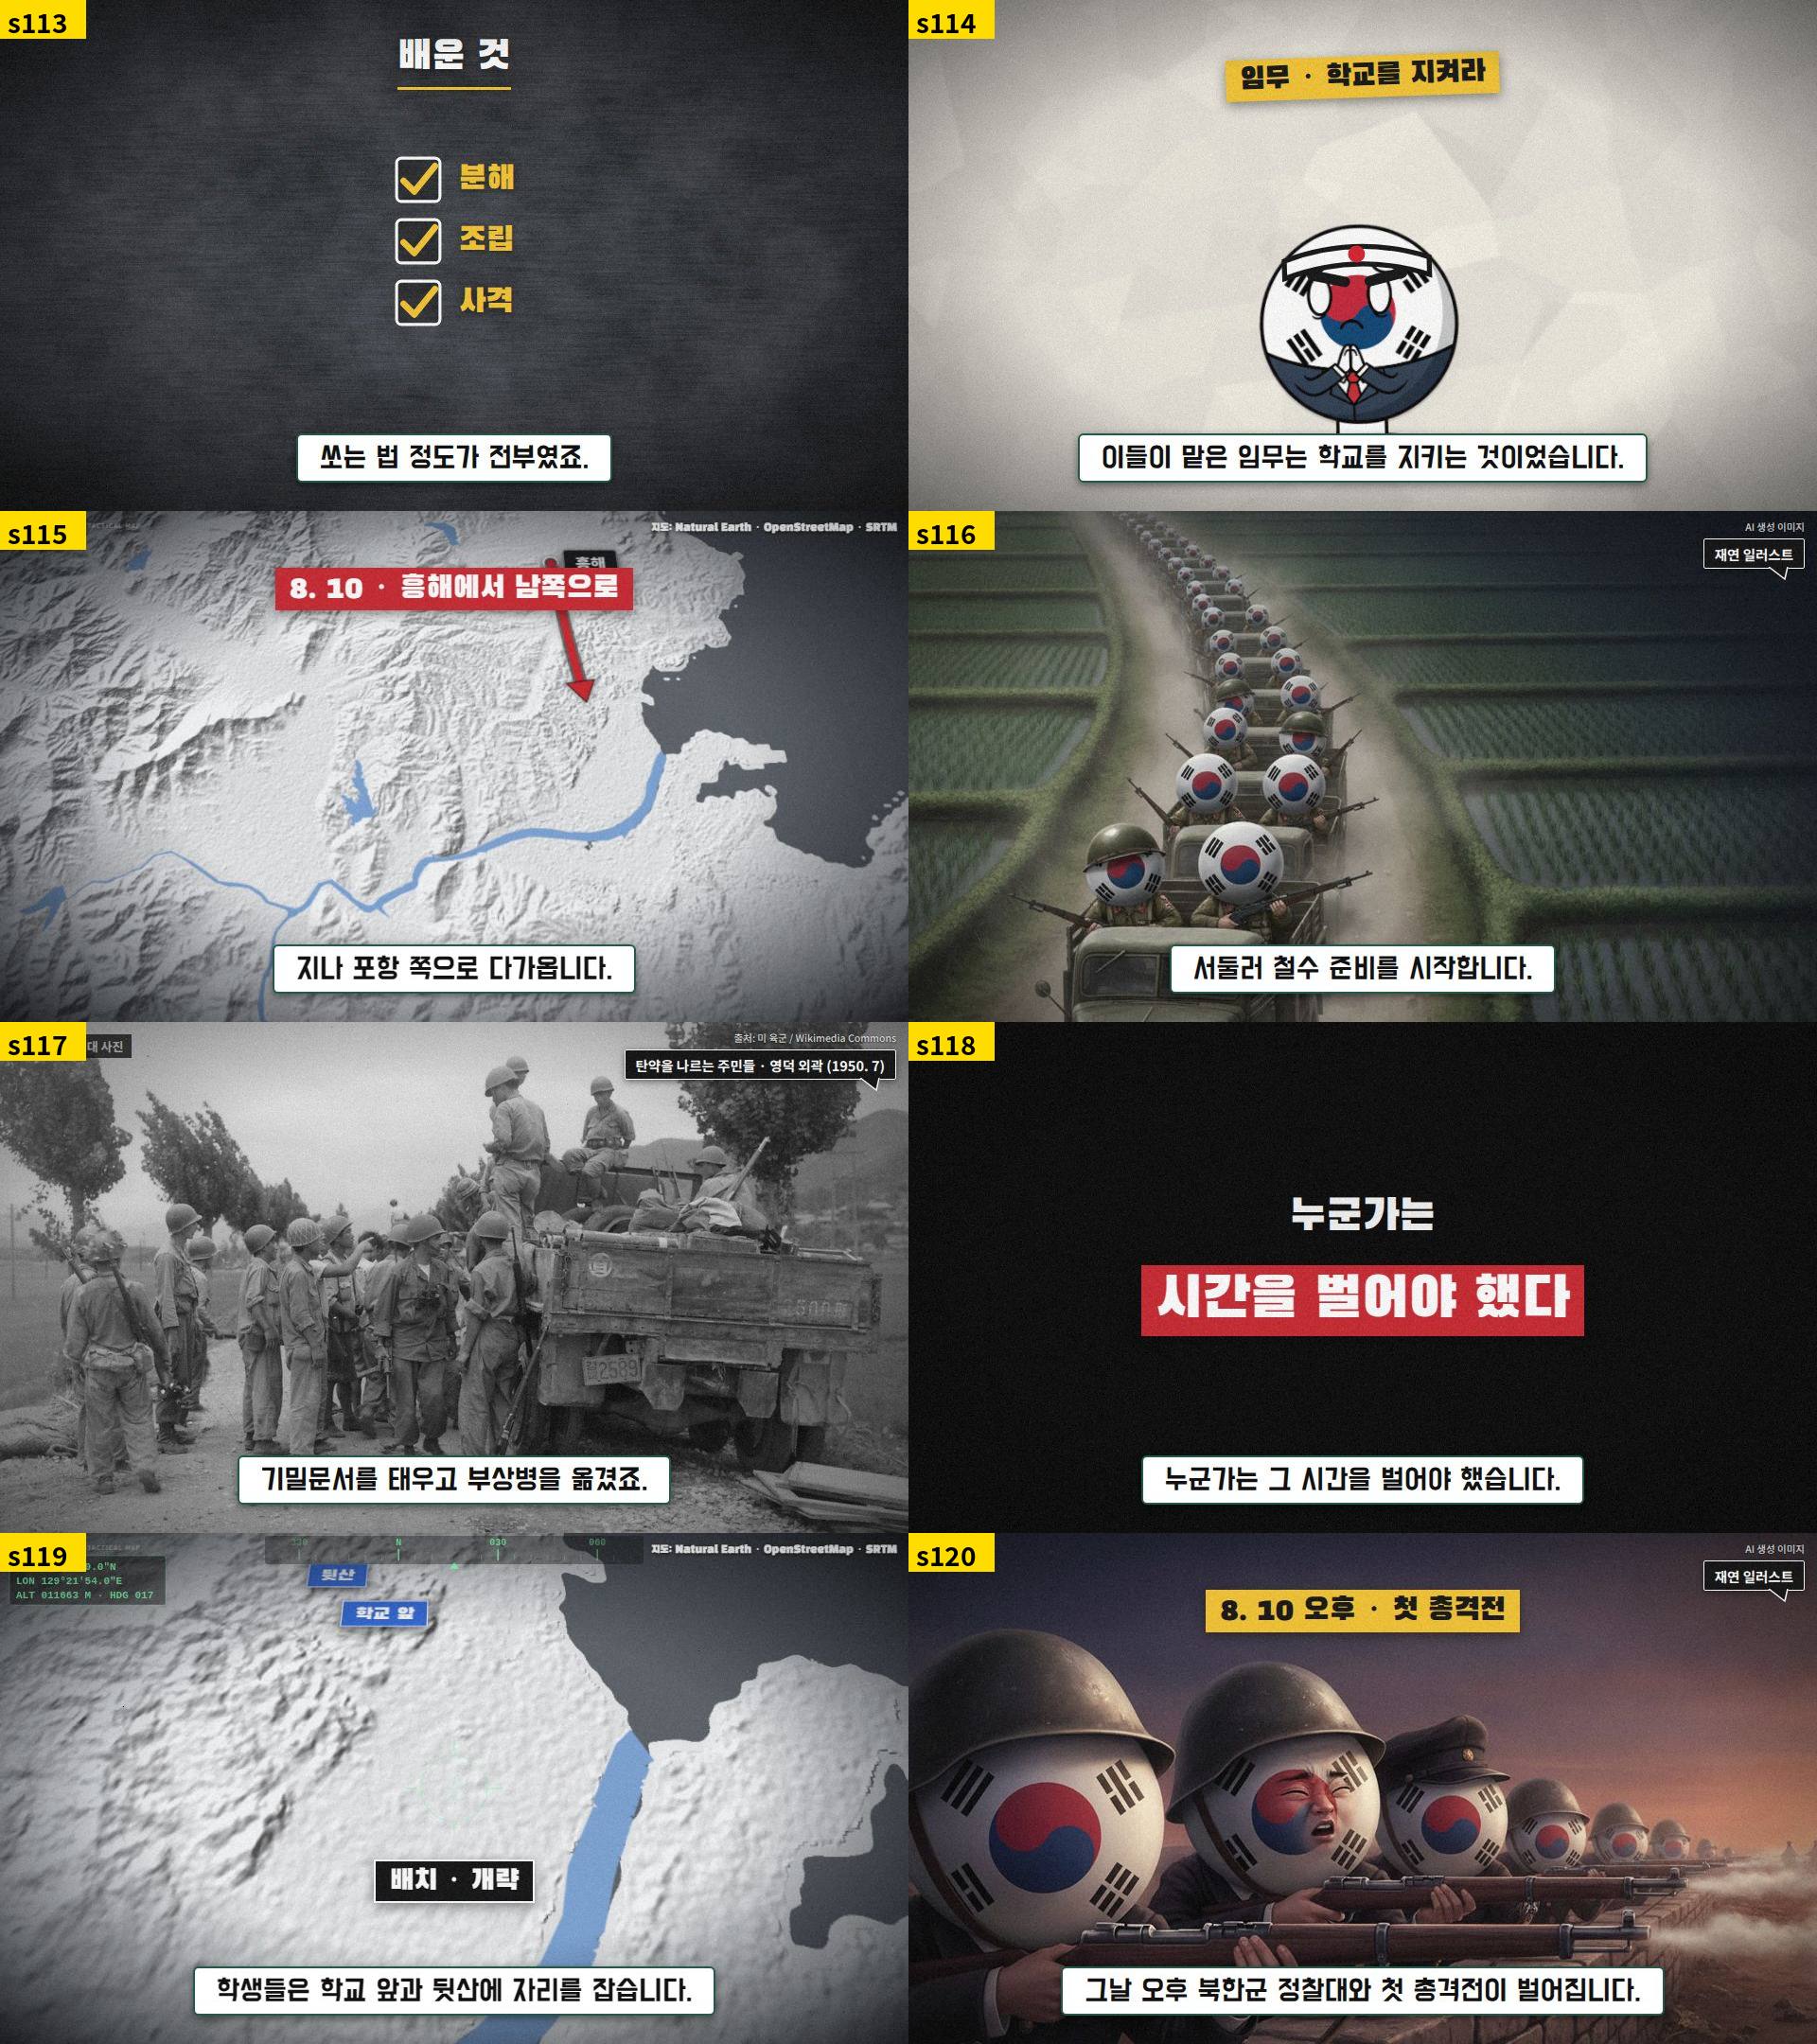 s113
배운 것
분해
조립
사격
쏘는 법 정도가 전부였죠.
s114
임무 · 학교를 지켜라
이들이 맡은 임무는 학교를 지키는 것이었습니다.
s115
TACTICAL MAP
지도: Natural Earth · OpenStreetMap · SRTM
흥해
8. 10 · 흥해에서 남쪽으로
지나 포항 쪽으로 다가옵니다.
s116
AI 생성 이미지
재연 일러스트
서둘러 철수 준비를 시작합니다.
s117
대 사진
출처: 미 육군 / Wikimedia Commons
탄약을 나르는 주민들 · 영덕 외곽 (1950. 7)
2589
기밀문서를 태우고 부상병을 옮겼죠.
s118
누군가는
시간을 벌어야 했다
누군가는 그 시간을 벌어야 했습니다.
s119
TACTICAL MAP
330 N 030 060
지도: Natural Earth · OpenStreetMap · SRTM
0.0"N
LON 129°21'54.0"E
ALT 011663 M · HDG 017
뒷산
학교 앞
배치 · 개략
학생들은 학교 앞과 뒷산에 자리를 잡습니다.
s120
AI 생성 이미지
재연 일러스트
8. 10 오후 · 첫 총격전
그날 오후 북한군 정찰대와 첫 총격전이 벌어집니다.